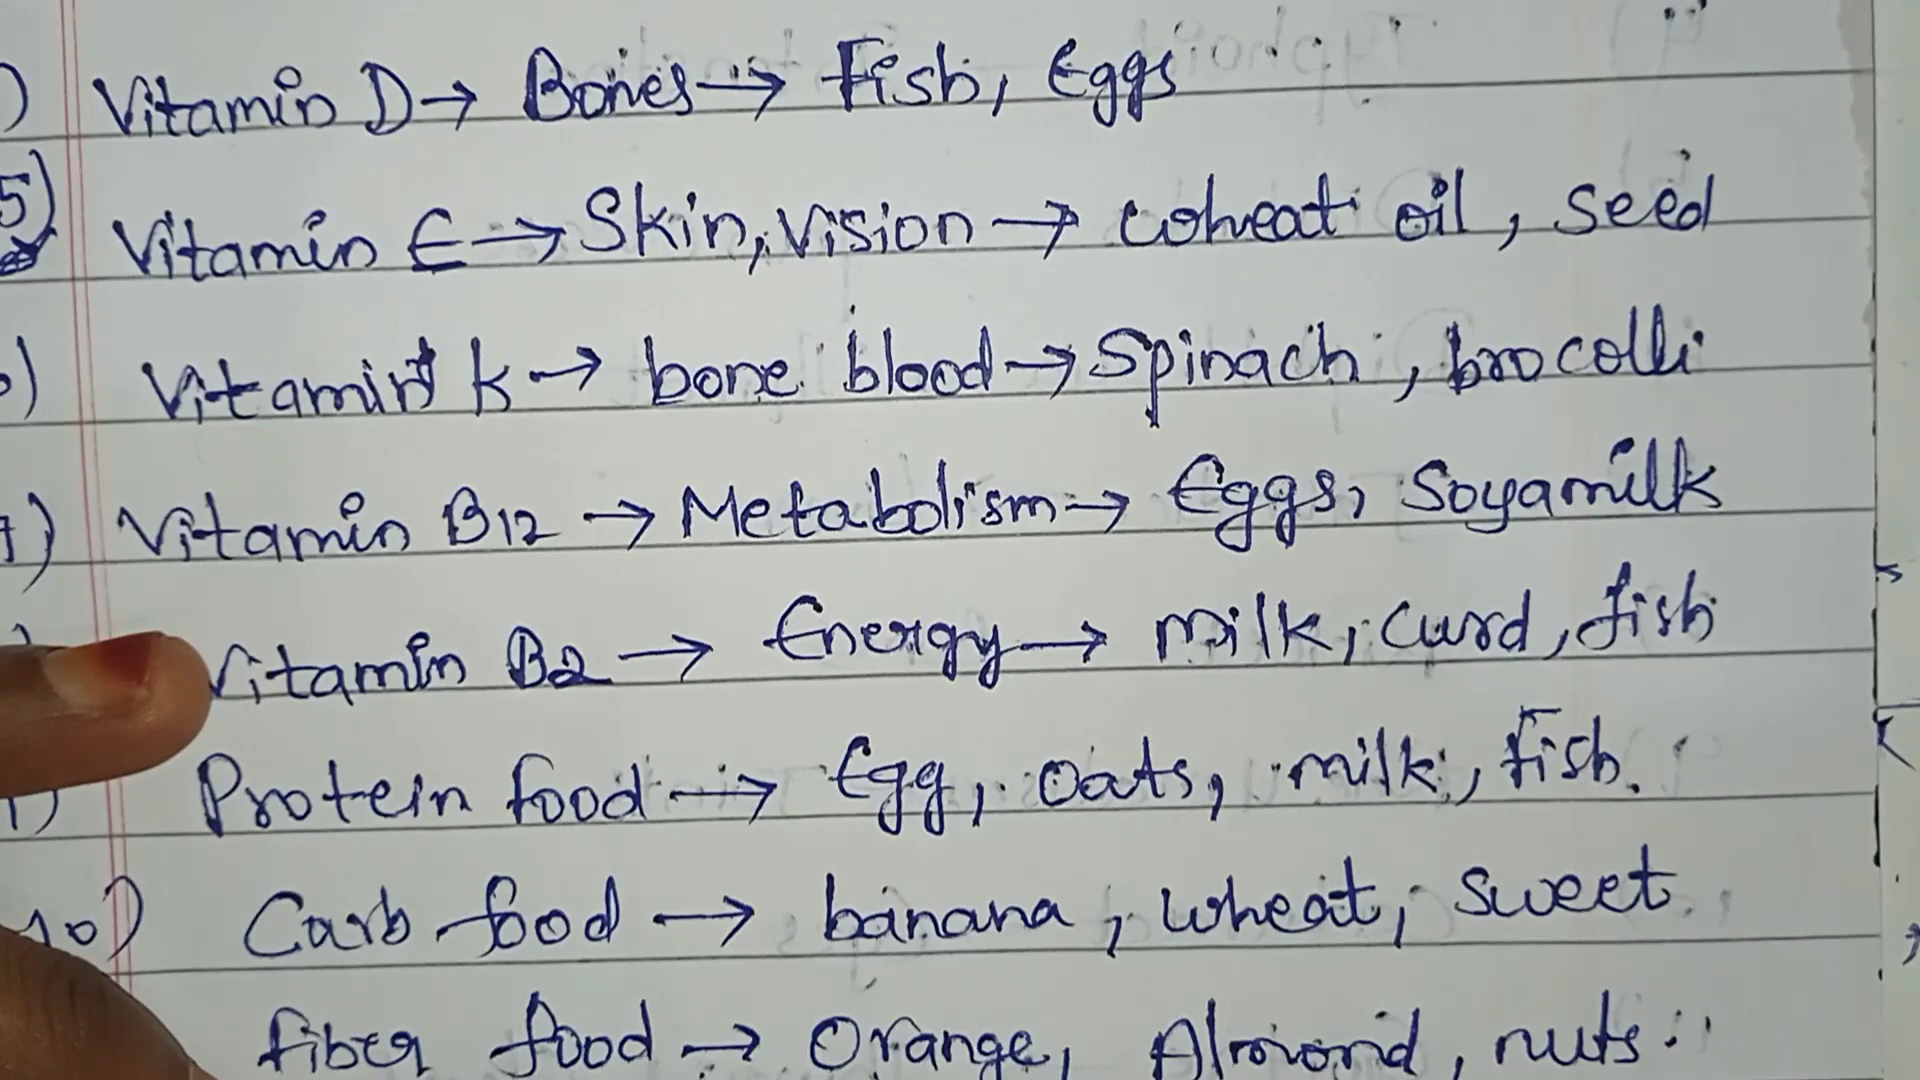 ) Vitamin D → Bones → Fish, Eggs
5) Vitamin E → Skin, Vision → wheat oil, seed
) Vitamin K → bone blood → Spinach, brocolli
) Vitamin B12 → Metabolism → Eggs, Soyamilk
Vitamin B2 → Energy → milk, curd, fish
) Protein food → Egg, Oats, milk, fish.
10) Carb food → banana, wheat, sweet
fiber food → Orange, Almond, nuts.